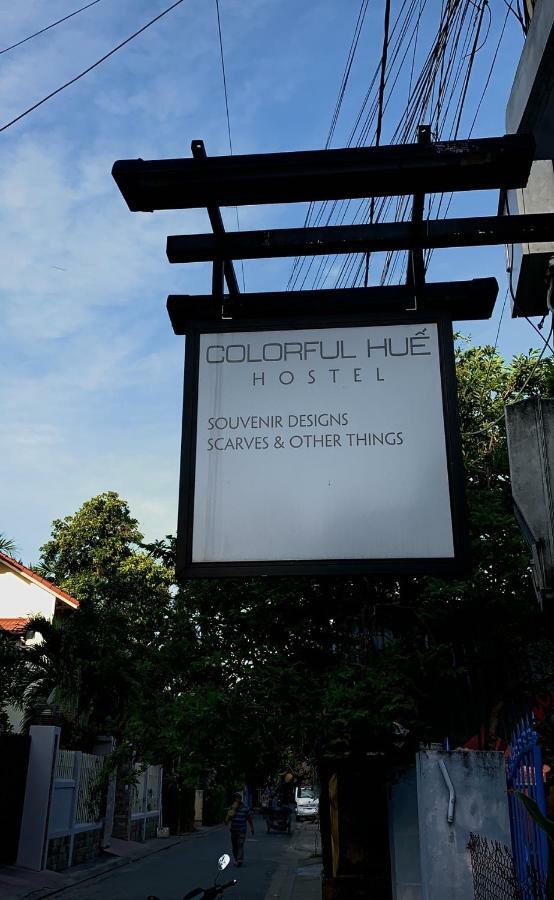 COLORFUL HUẾ
HOSTEL
SOUVENIR DESIGNS
SCARVES & OTHER THINGS